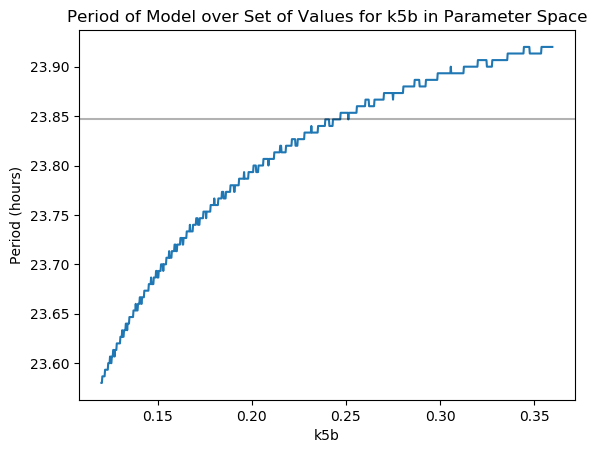 Period of Model over Set of Values for k5b in Parameter Space
Period (hours)
23.90
23.85
23.80
23.75
23.70
23.65
23.60
0.15 0.20 0.25 0.30 0.35
k5b